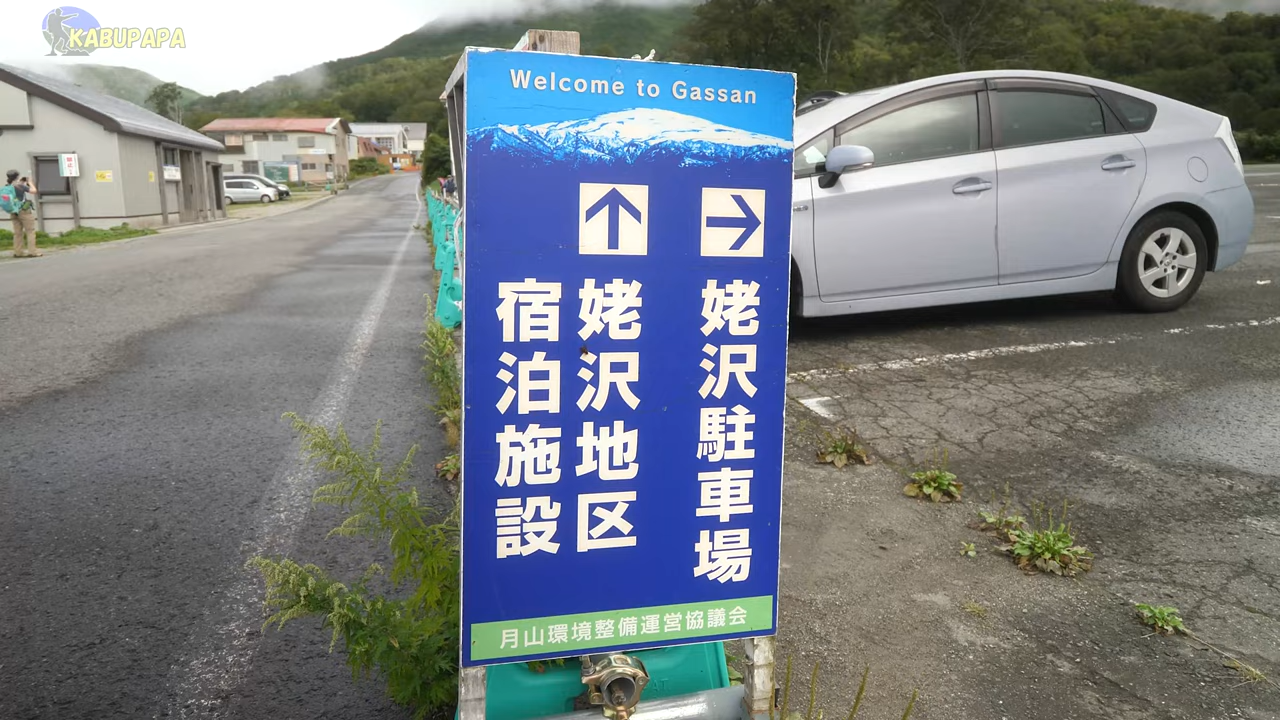 KABUPAPA
Welcome to Gassan
姥沢駐車場
姥沢地区
宿泊施設
月山環境整備運営協議会